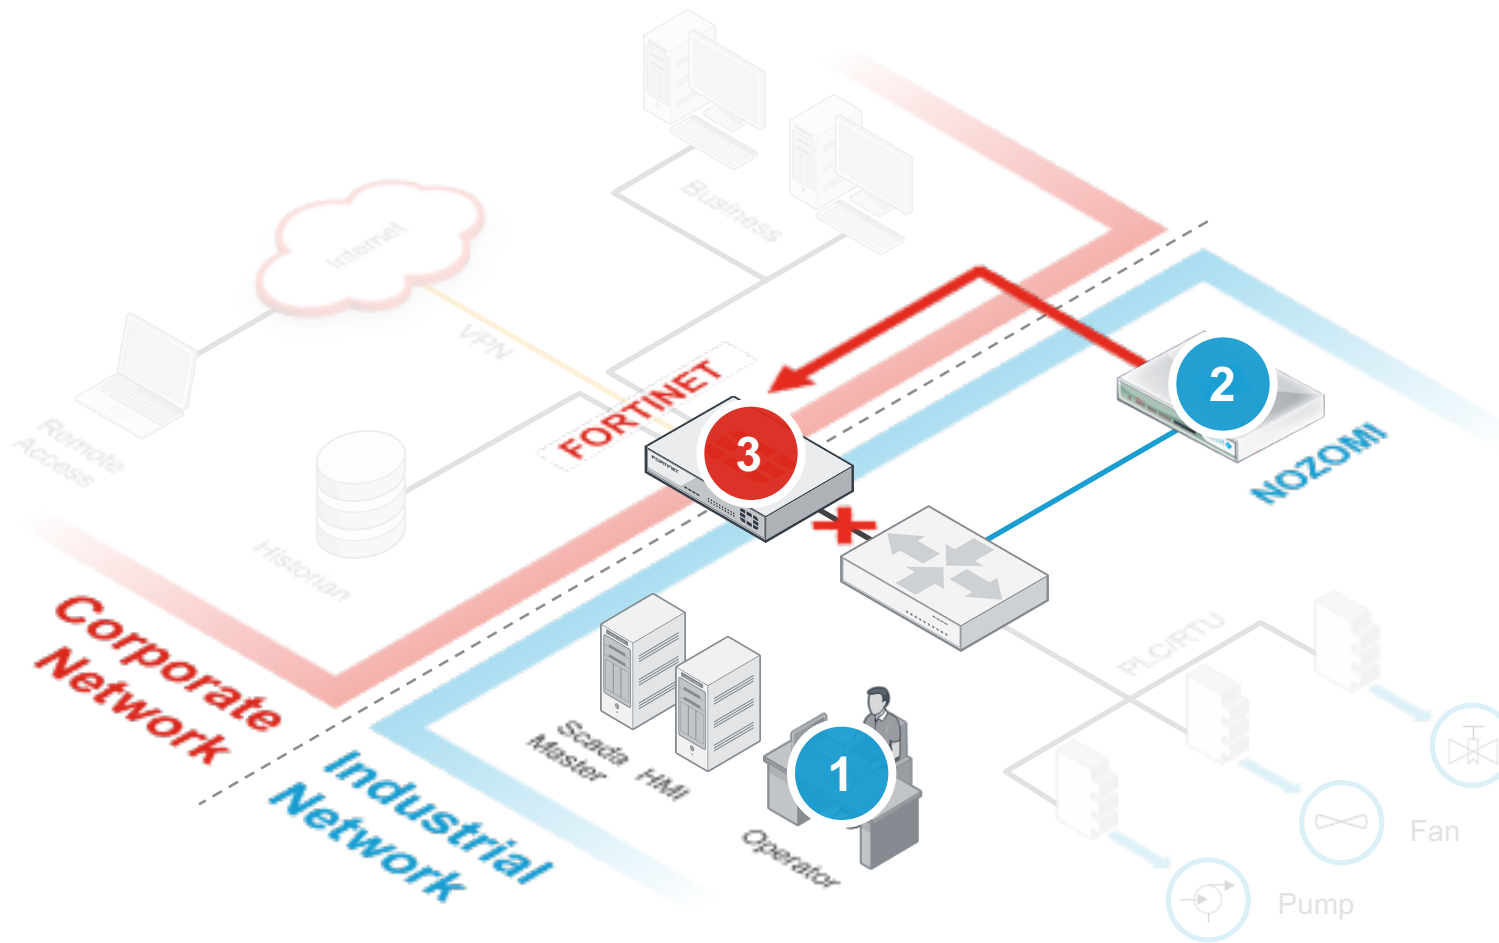 Business
Internet
VPN
FORTINET
2
3
FORTINET
NOZOMI
Remote
Access
Historian
Corporate
Network
PLC/RTU
Scada
Master
HMI
1
Industrial
Network
Operator
Fan
Pump